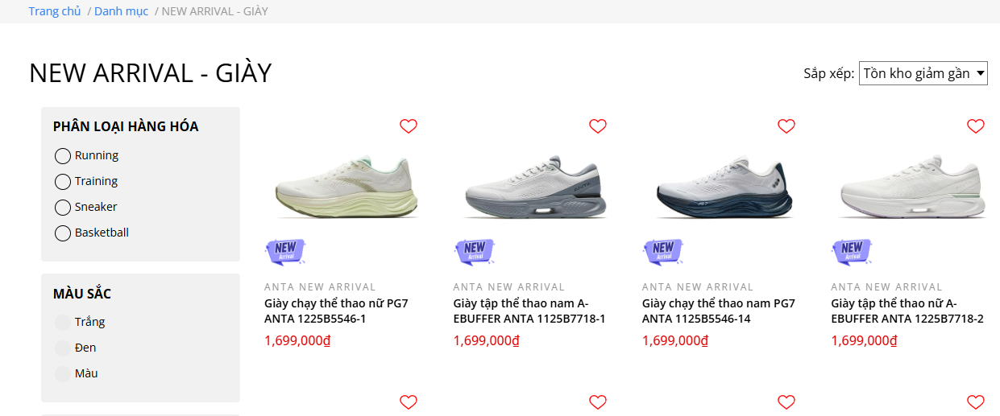 Trang chủ / Danh mục / NEW ARRIVAL - GIÀY
NEW ARRIVAL - GIÀY
Sắp xếp: Tồn kho giảm gần
PHÂN LOẠI HÀNG HÓA
Running
Training
Sneaker
Basketball
MÀU SẮC
Trắng
Đen
Màu
NEW
Arrival
ANTA NEW ARRIVAL
Giày chạy thể thao nữ PG7
ANTA 1225B5546-1
1,699,000₫
ANTA
NEW
Arrival
ANTA NEW ARRIVAL
Giày tập thể thao nam A-
EBUFFER ANTA 1125B7718-1
1,699,000₫
PG7
NEW
Arrival
ANTA NEW ARRIVAL
Giày chạy thể thao nam PG7
ANTA 1125B5546-14
1,699,000₫
NEW
Arrival
ANTA NEW ARRIVAL
Giày tập thể thao nữ A-
EBUFFER ANTA 1225B7718-2
1,699,000₫